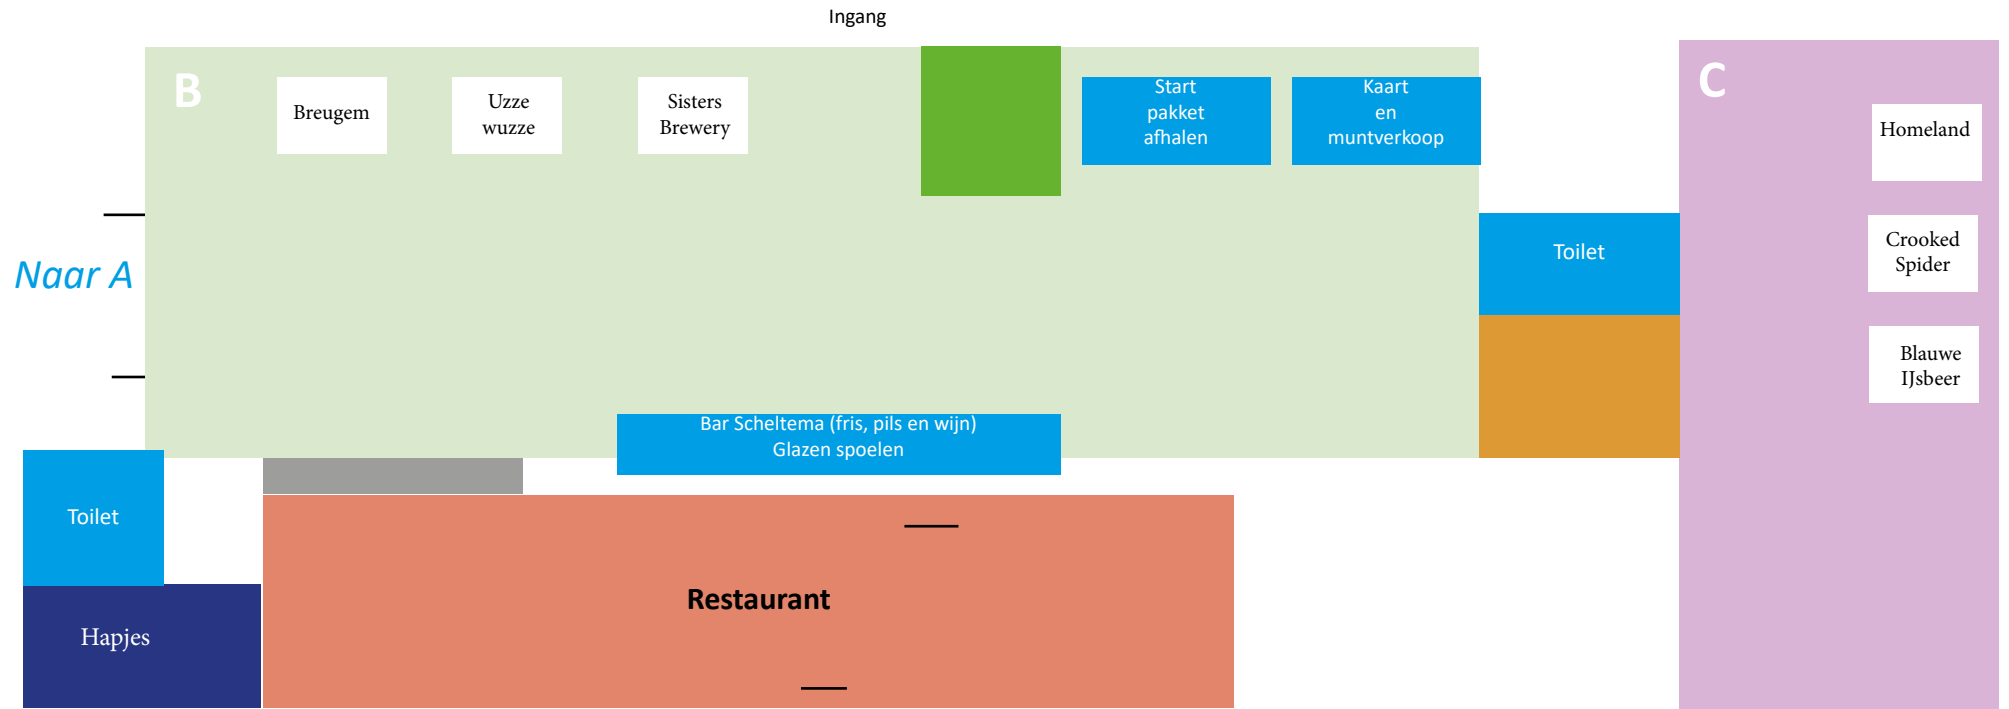 Ingang
B
Breugem
Uzze
wuzze
Sisters
Brewery
Start
pakket
afhalen
Kaart
en
muntverkoop
C
Homeland
Naar A
Toilet
Crooked
Spider
Blauwe
IJsbeer
Bar Scheltema (fris, pils en wijn)
Glazen spoelen
Toilet
Restaurant
Hapjes